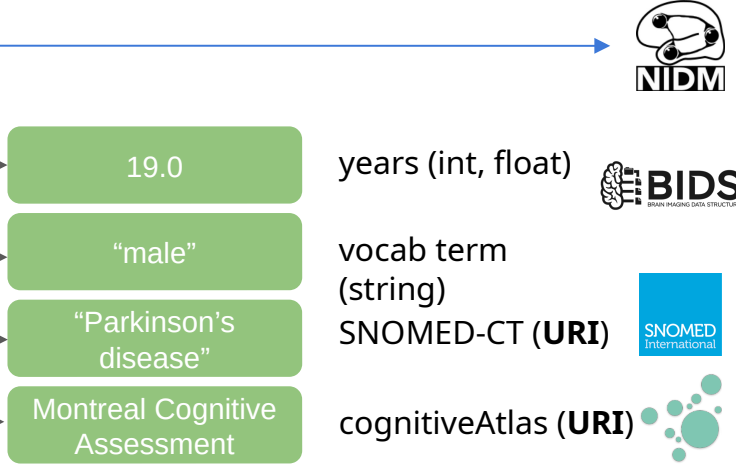 NIDM
19.0
years (int, float)
BIDS
BRAIN IMAGING DATA STRUCTURE
“male”
vocab term
(string)
“Parkinson’s
disease”
SNOMED-CT (URI)
SNOMED
International
Montreal Cognitive
Assessment
cognitiveAtlas (URI)